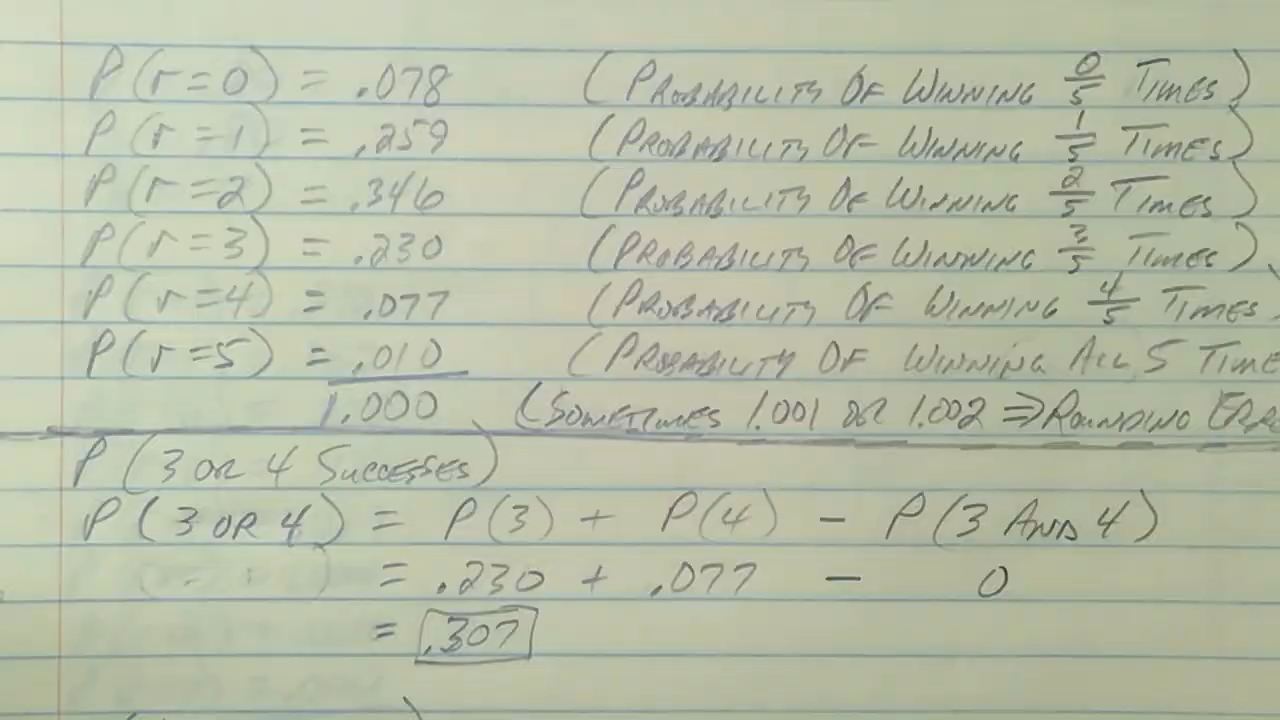 P(r=0) = .078 (PROBABILITY OF WINNING 0/5 TIMES)
P(r=1) = .259 (PROBABILITY OF WINNING 1/5 TIMES)
P(r=2) = .346 (PROBABILITY OF WINNING 2/5 TIMES)
P(r=3) = .230 (PROBABILITY OF WINNING 3/5 TIMES)
P(r=4) = .077 (PROBABILITY OF WINNING 4/5 TIMES
P(r=5) = .010 (PROBABILITY OF WINNING ALL 5 TIME
1.000 (SOMETIMES 1.001 OR 1.002 ⇒ ROUNDING ERR
P(3 OR 4 SUCCESSES)
P(3 OR 4) = P(3) + P(4) - P(3 AND 4)
= .230 + .077 - 0
= .307